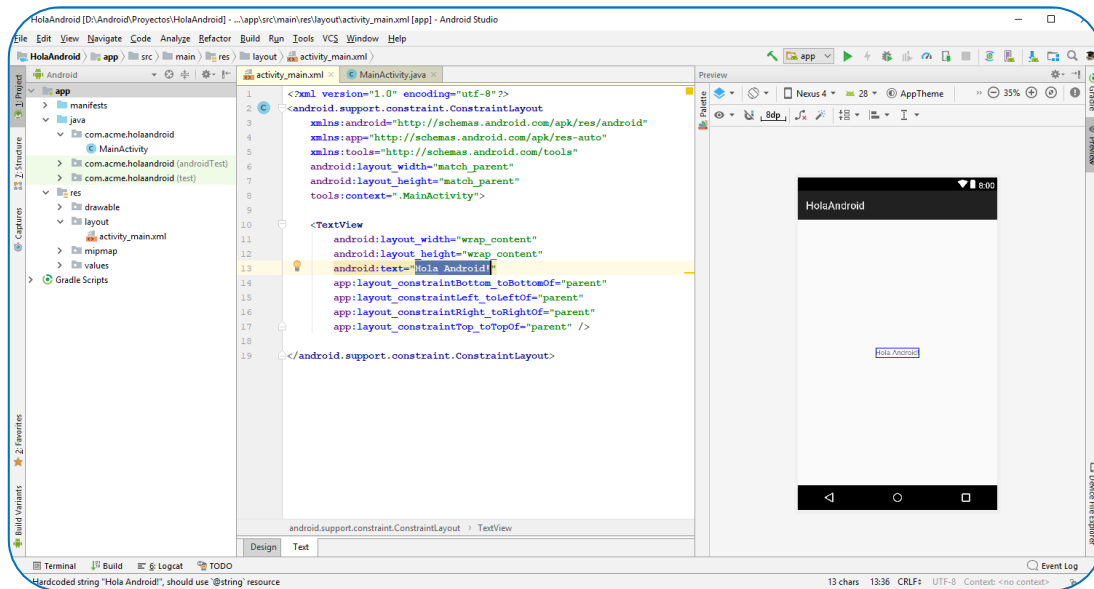 HolaAndroid [D:\Android\Proyectos\HolaAndroid] - ...\app\src\main\res\layout\activity_main.xml [app] - Android Studio
File Edit View Navigate Code Analyze Refactor Build Run Tools VCS Window Help
HolaAndroid app src main res layout activity_main.xml
app
1: Project
7: Structure
Captures
2: Favorites
Build Variants
Android
app
manifests
java
com.acme.holaandroid
MainActivity
com.acme.holaandroid (androidTest)
com.acme.holaandroid (test)
res
drawable
layout
activity_main.xml
mipmap
values
Gradle Scripts
activity_main.xml × MainActivity.java ×
1 <?xml version="1.0" encoding="utf-8"?>
2 <android.support.constraint.ConstraintLayout
3 xmlns:android="http://schemas.android.com/apk/res/android"
4 xmlns:app="http://schemas.android.com/apk/res-auto"
5 xmlns:tools="http://schemas.android.com/tools"
6 android:layout_width="match_parent"
7 android:layout_height="match_parent"
8 tools:context=".MainActivity">
9
10 <TextView
11 android:layout_width="wrap_content"
12 android:layout_height="wrap_content"
13 android:text="Hola Android!"
14 app:layout_constraintBottom_toBottomOf="parent"
15 app:layout_constraintLeft_toLeftOf="parent"
16 app:layout_constraintRight_toRightOf="parent"
17 app:layout_constraintTop_toTopOf="parent" />
18
19 </android.support.constraint.ConstraintLayout>
android.support.constraint.ConstraintLayout › TextView
Design Text
Preview
Palette
Nexus 4 28 AppTheme » 35%
8dp
8:00
HolaAndroid
Hola Android!
Gradle
Preview
Device File Explorer
Terminal Build 6: Logcat TODO
Event Log
Hardcoded string "Hola Android!", should use `@string` resource
13 chars 13:36 CRLF÷ UTF-8 Context: <no context>